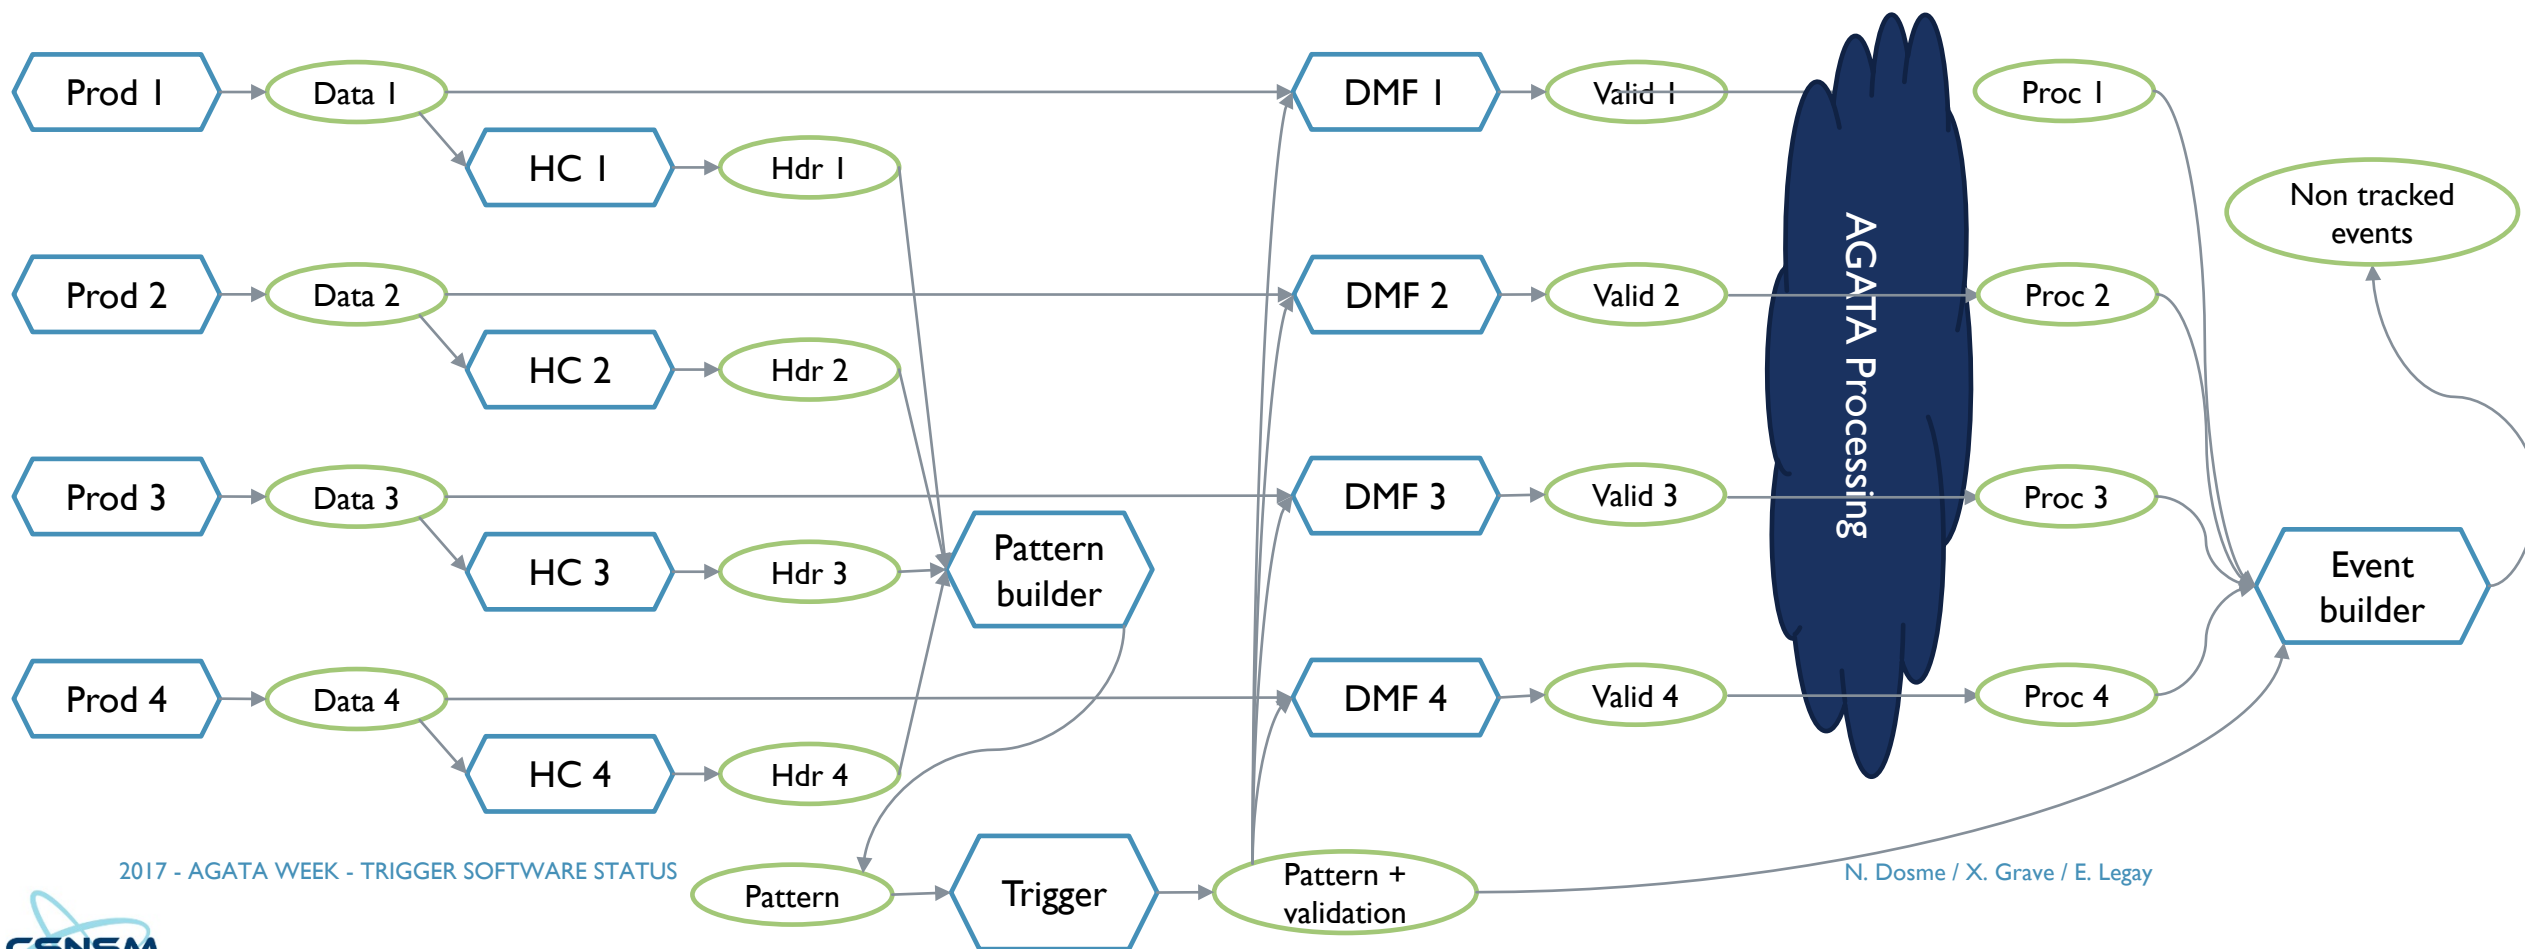 Prod 1
Data 1
DMF 1
Valid 1
Proc 1
HC 1
Hdr 1
Non tracked
events
Prod 2
Data 2
DMF 2
Valid 2
Proc 2
HC 2
Hdr 2
AGATA Processing
Prod 3
Data 3
DMF 3
Valid 3
Proc 3
HC 3
Hdr 3
Pattern
builder
Event
builder
Prod 4
Data 4
DMF 4
Valid 4
Proc 4
HC 4
Hdr 4
2017 - AGATA WEEK - TRIGGER SOFTWARE STATUS
Pattern
Trigger
Pattern +
validation
N. Dosme / X. Grave / E. Legay
CSNSM